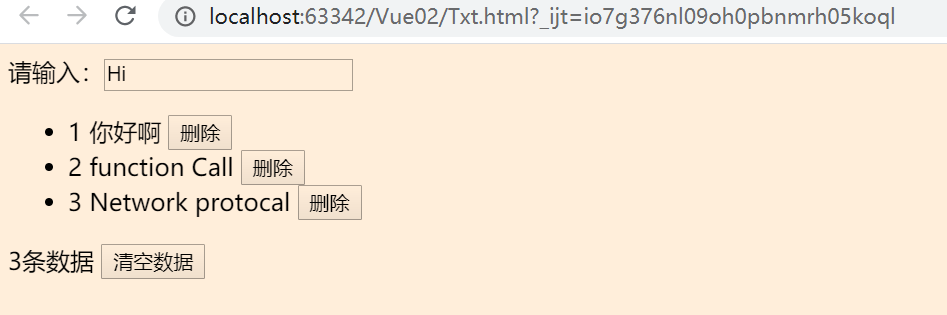 localhost:63342/Vue02/Txt.html?_ijt=io7g376nl09oh0pbnmrh05koql
请输入：Hi
1 你好啊 删除
2 function Call 删除
3 Network protocal 删除
3条数据 清空数据